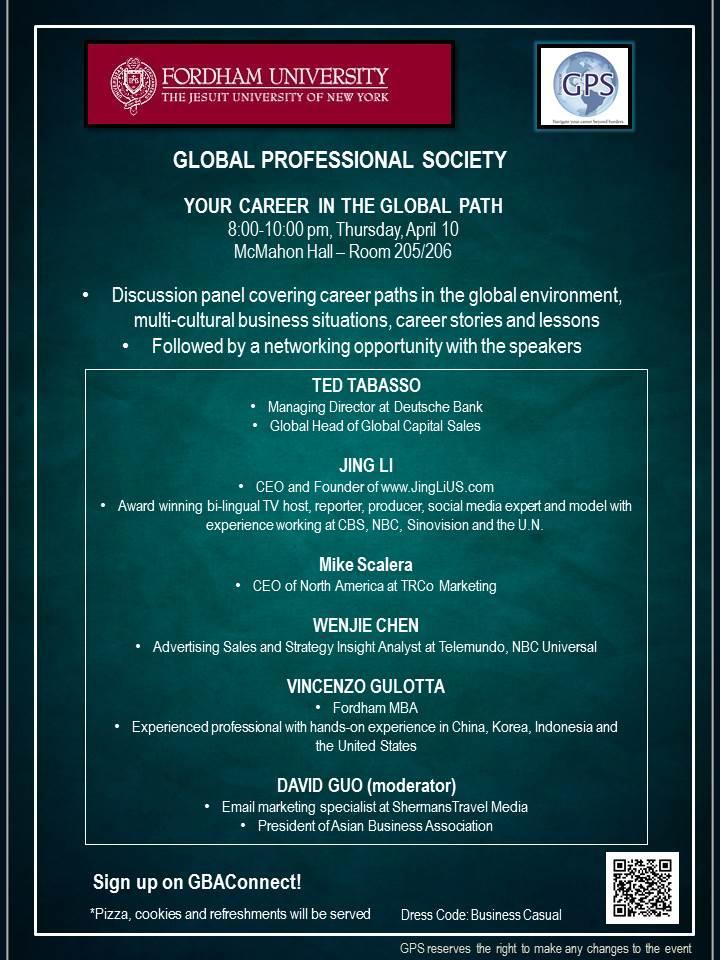 FORDHAM UNIVERSITY
THE JESUIT UNIVERSITY OF NEW YORK
GPS
Navigate your career beyond borders.
GLOBAL PROFESSIONAL SOCIETY
YOUR CAREER IN THE GLOBAL PATH
8:00-10:00 pm, Thursday, April 10
McMahon Hall – Room 205/206
• Discussion panel covering career paths in the global environment,
multi-cultural business situations, career stories and lessons
• Followed by a networking opportunity with the speakers
TED TABASSO
• Managing Director at Deutsche Bank
• Global Head of Global Capital Sales
JING LI
• CEO and Founder of www.JingLiUS.com
• Award winning bi-lingual TV host, reporter, producer, social media expert and model with
experience working at CBS, NBC, Sinovision and the U.N.
Mike Scalera
• CEO of North America at TRCo Marketing
WENJIE CHEN
• Advertising Sales and Strategy Insight Analyst at Telemundo, NBC Universal
VINCENZO GULOTTA
• Fordham MBA
• Experienced professional with hands-on experience in China, Korea, Indonesia and
the United States
DAVID GUO (moderator)
• Email marketing specialist at ShermansTravel Media
• President of Asian Business Association
Sign up on GBAConnect!
*Pizza, cookies and refreshments will be served Dress Code: Business Casual
GPS reserves the right to make any changes to the event